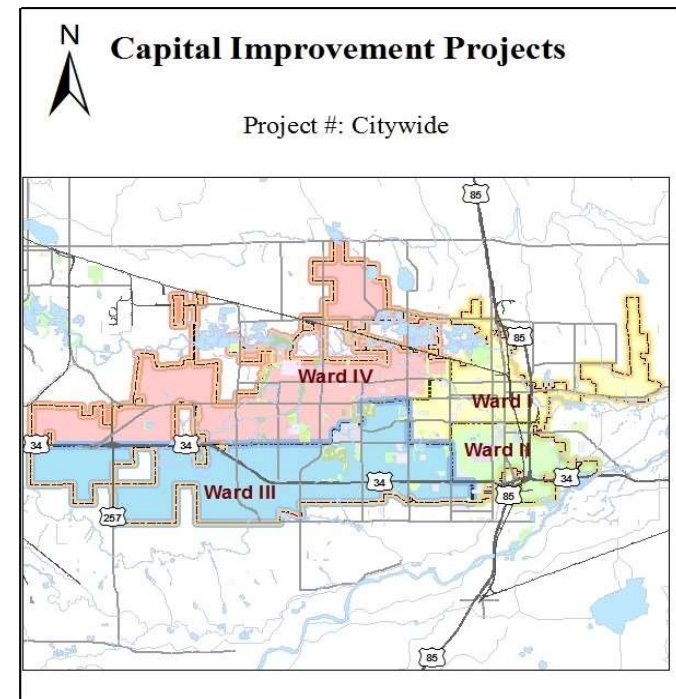 N
Capital Improvement Projects
Project #: Citywide
85
85
Ward IV
Ward I
34
34
Ward II
Ward III
34
34
85
257
85